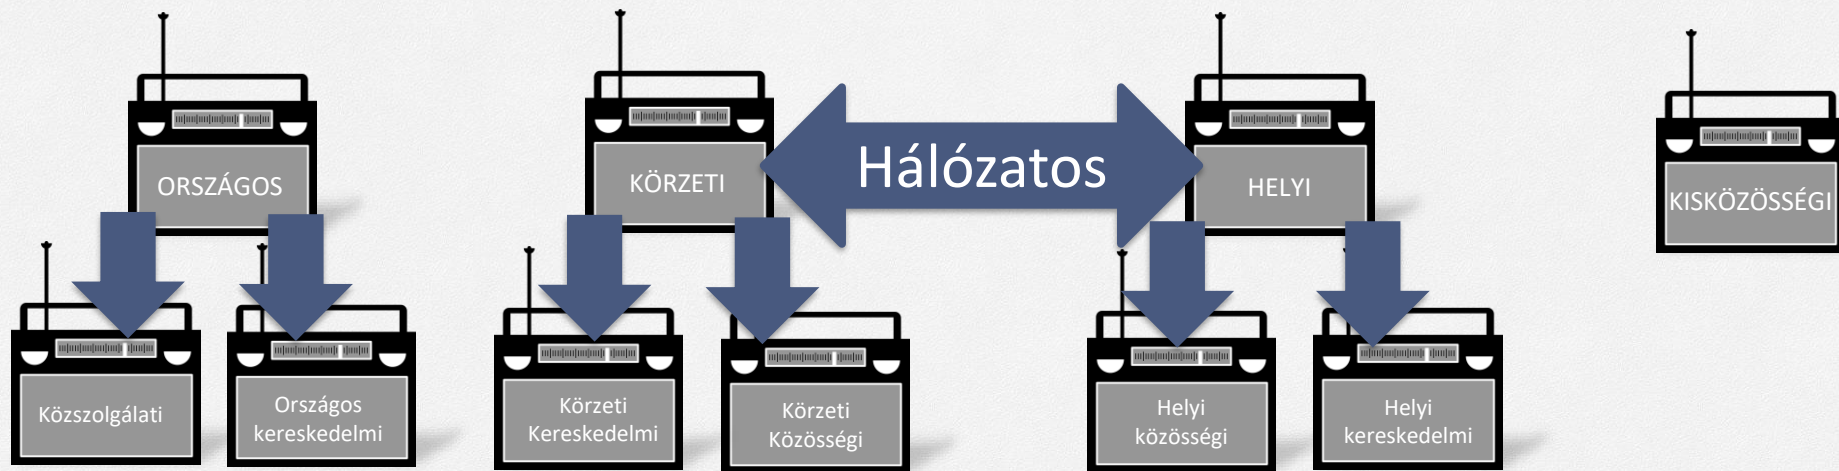 ORSZÁGOS
KÖRZETI
Hálózatos
HELYI
KISKÖZÖSSÉGI
Közszolgálati
Országos
kereskedelmi
Körzeti
Kereskedelmi
Körzeti
Közösségi
Helyi
közösségi
Helyi
kereskedelmi